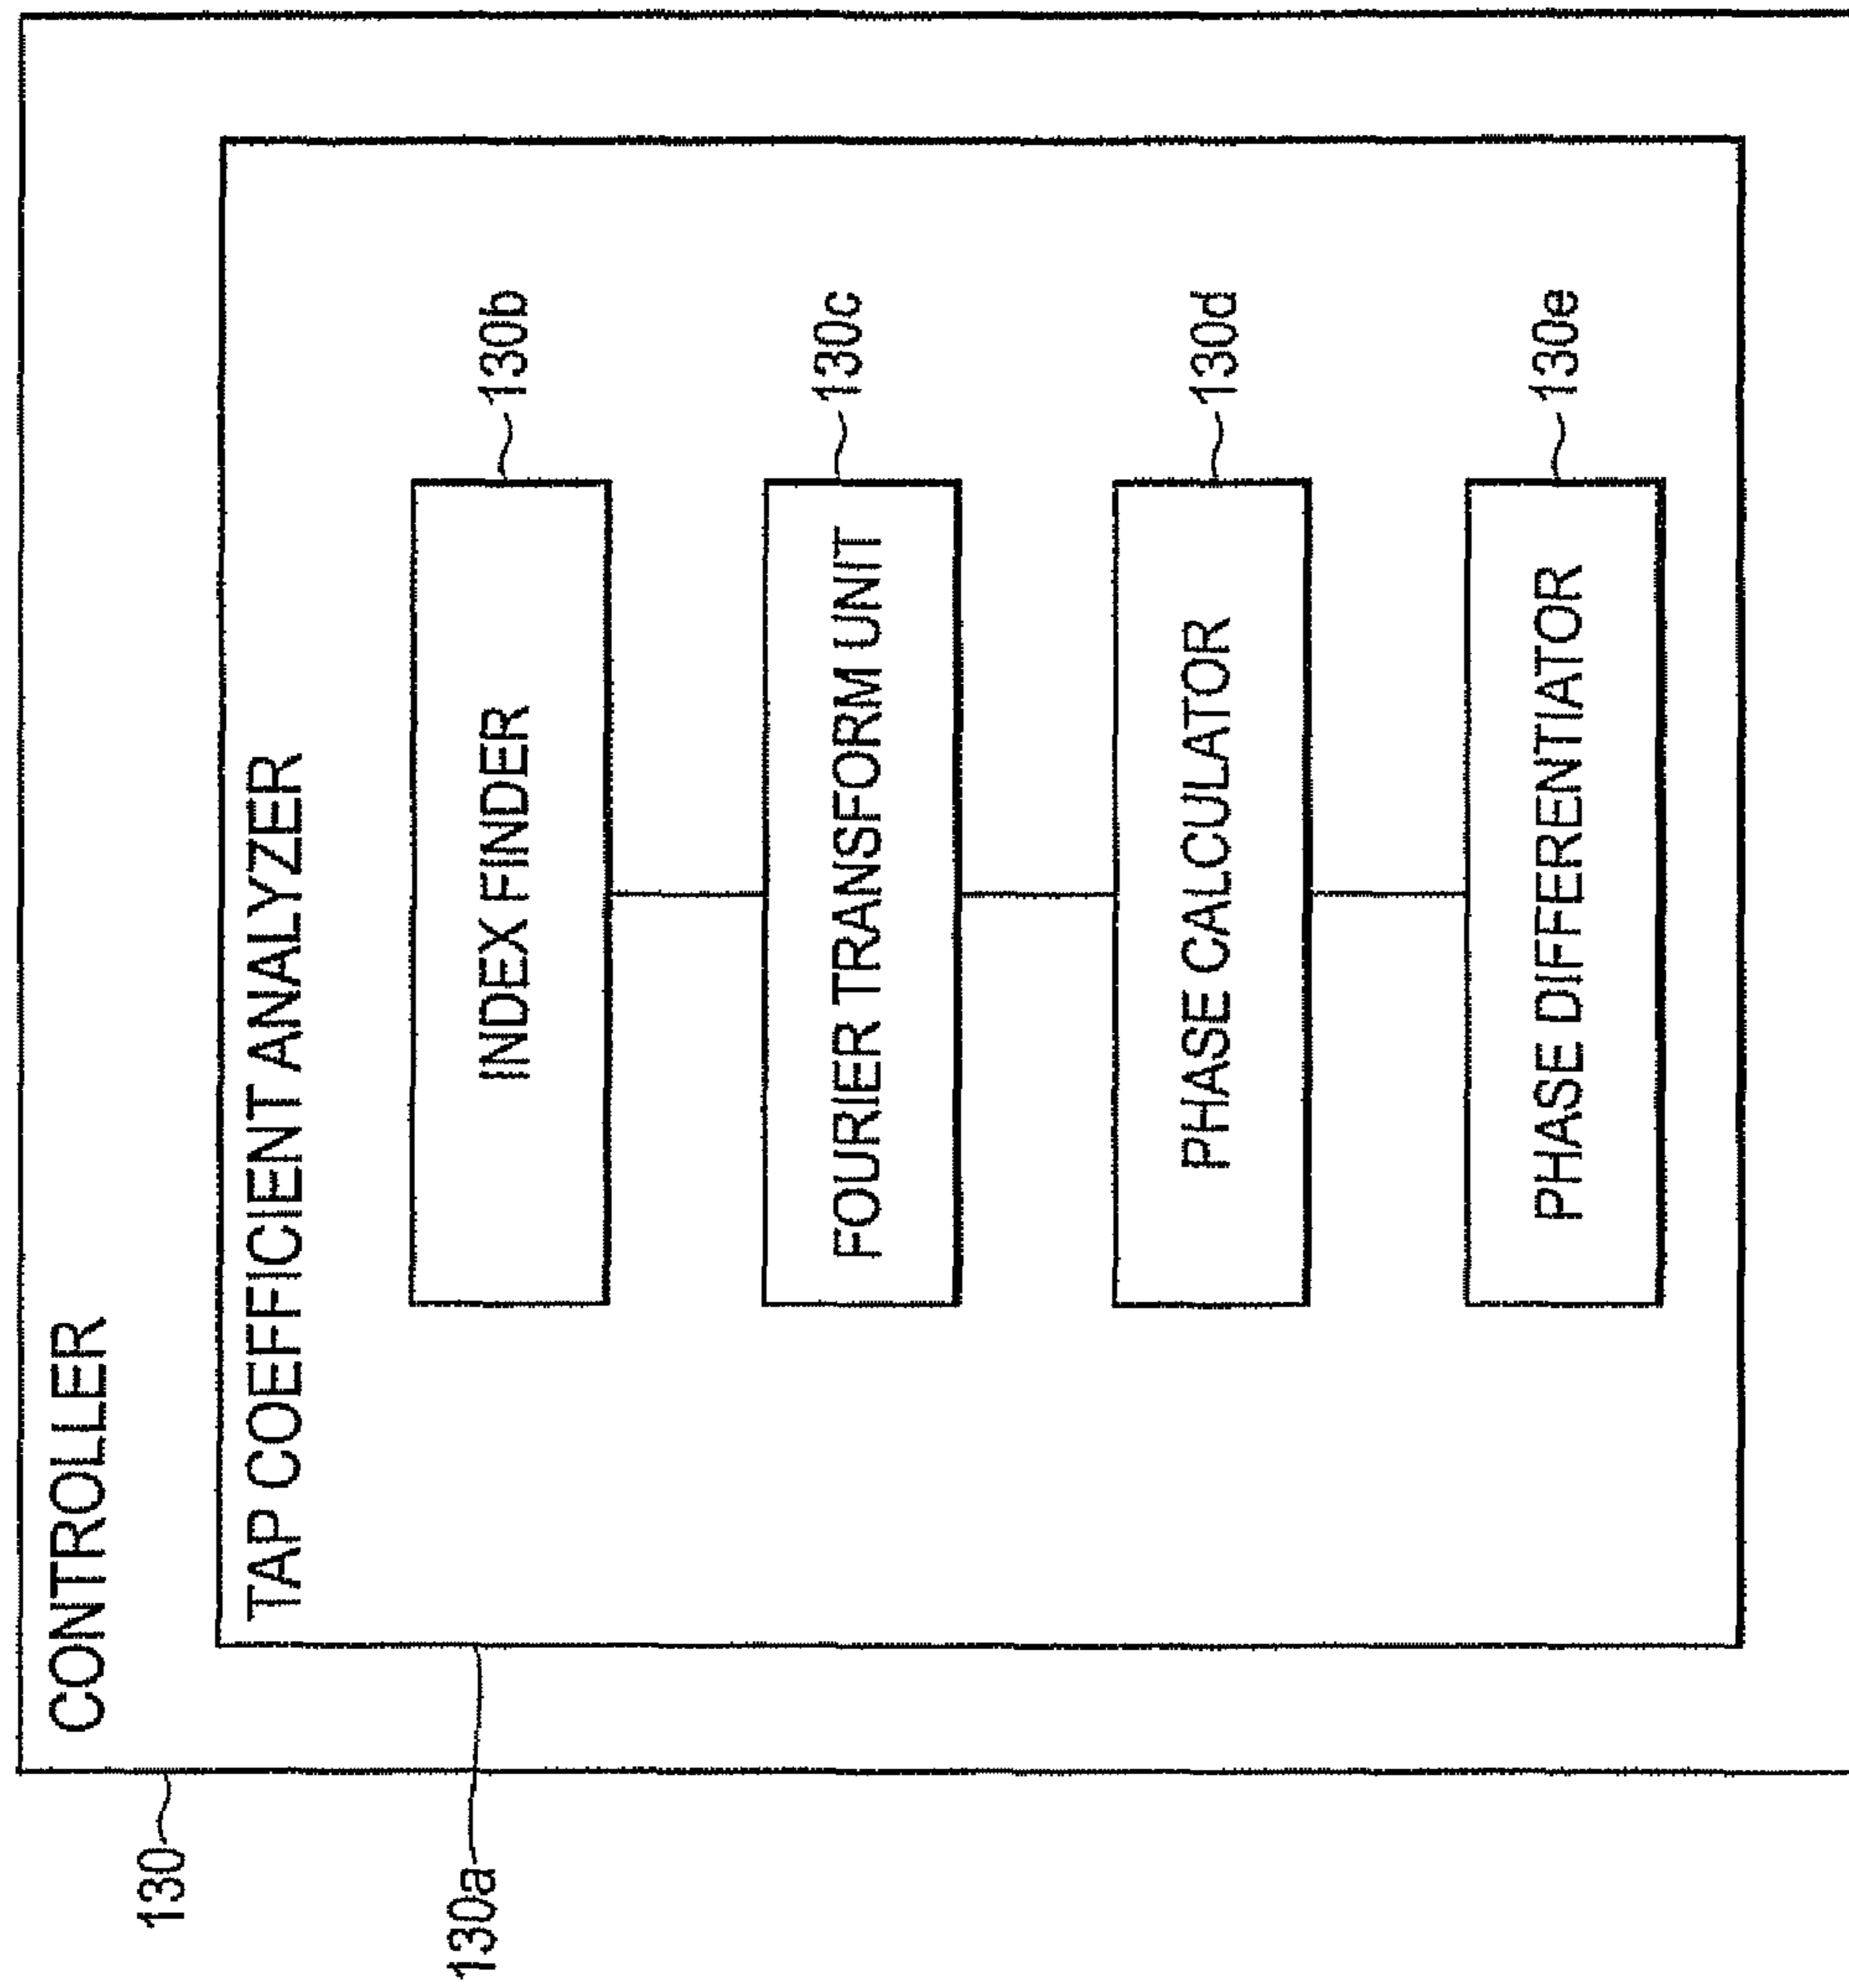 CONTROLLER
130
TAP COEFFICIENT ANALYZER
130a
INDEX FINDER
130b
FOURIER TRANSFORM UNIT
130c
PHASE CALCULATOR
130d
PHASE DIFFERENTIATOR
130e